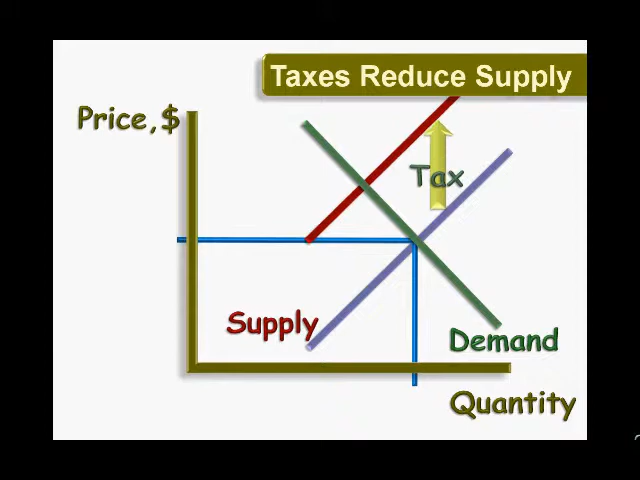 Taxes Reduce Supply
Price,$
Tax
Supply
Demand
Quantity